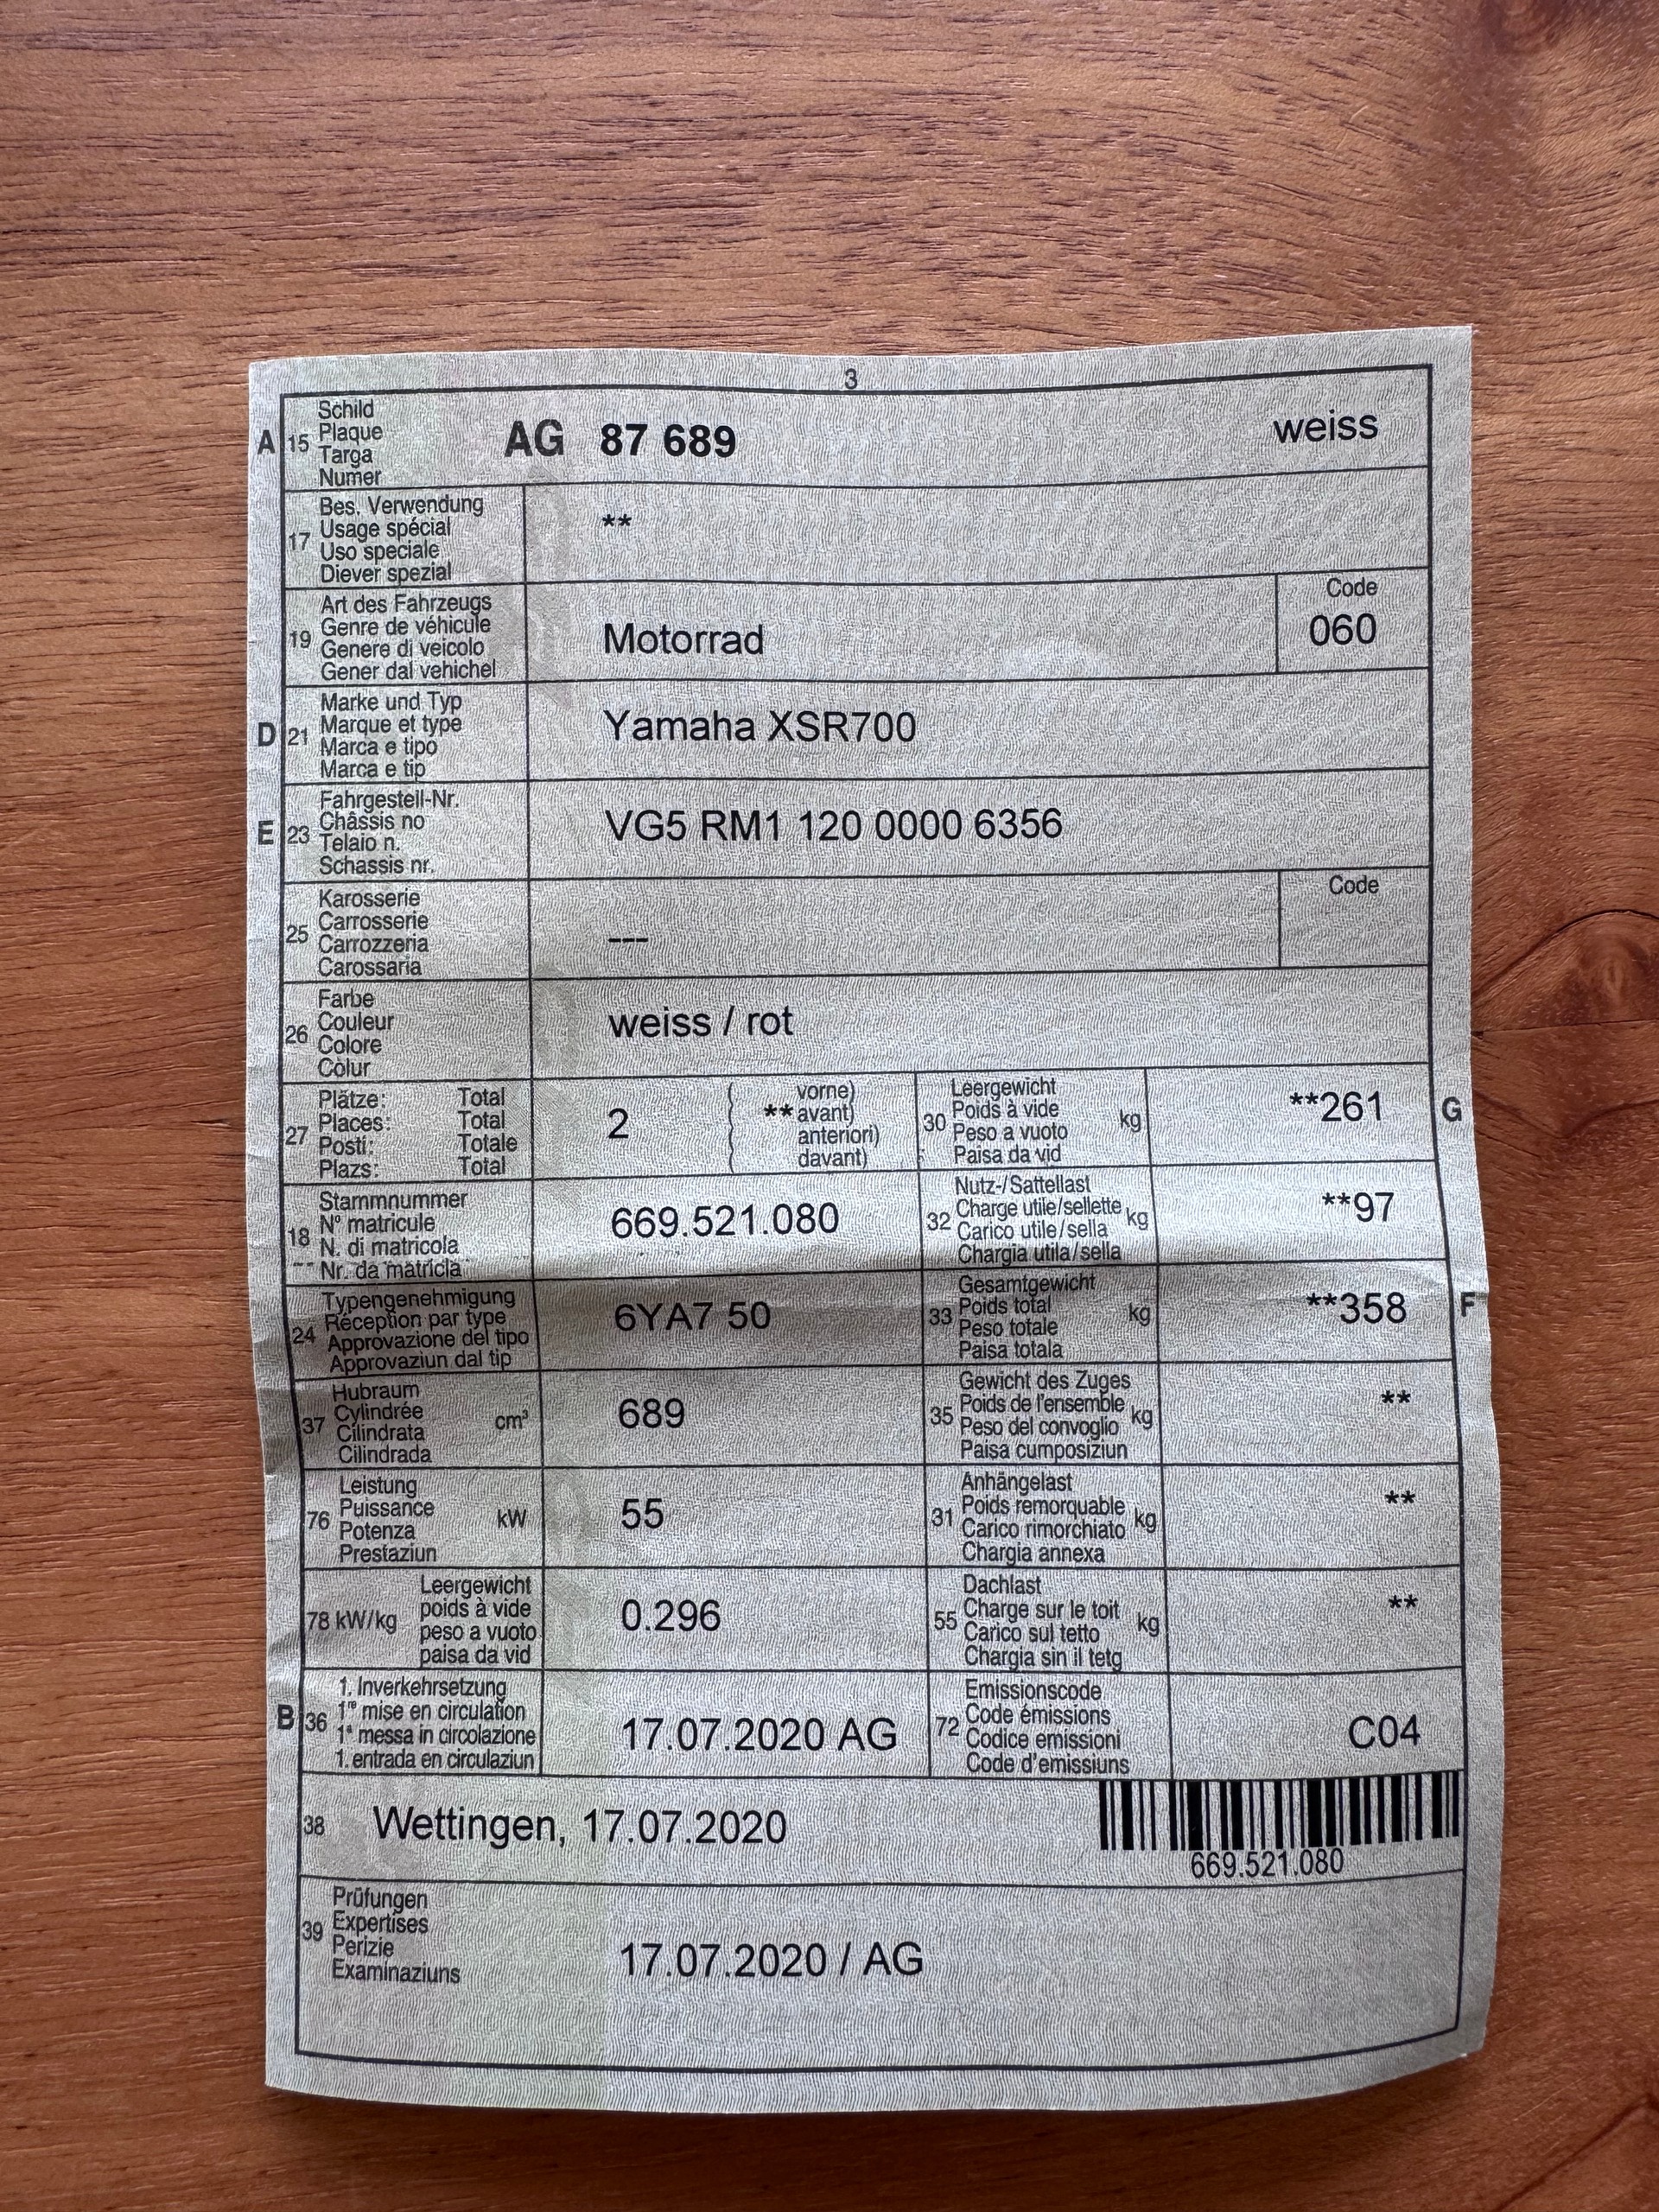 3
A 15 Schild
Plaque
Targa
Numer
AG 87 689 weiss
17 Bes. Verwendung
Usage spécial
Uso speciale
Diever spezial
**
19 Art des Fahrzeugs
Genre de véhicule
Genere di veicolo
Gener dal vehichel
Motorrad
Code
060
D 21 Marke und Typ
Marque et type
Marca e tipo
Marca e tip
Yamaha XSR700
E 23 Fahrgestell-Nr.
Châssis no
Telaio n.
Schassis nr.
VG5 RM1 120 0000 6356
25 Karosserie
Carrosserie
Carrozzeria
Carossaria
---
Code
26 Farbe
Couleur
Colore
Colur
weiss / rot
27 Plätze: Total
Places: Total
Posti: Totale
Plazs: Total
2
( vorne)
** avant)
anteriori)
davant)
30 Leergewicht
Poids à vide
Peso a vuoto
Paisa da vid
kg
**261
G
18 Stammnummer
N° matricule
N. di matricola
Nr. da matricla
669.521.080
32 Nutz-/Sattellast
Charge utile/sellette
Carico utile/sella
Chargia utila/sella
kg
**97
24 Typengenehmigung
Réception par type
Approvazione del tipo
Approvaziun dal tip
6YA7 50
33 Gesamtgewicht
Poids total
Peso totale
Paisa totala
kg
**358
F
37 Hubraum
Cylindrée
Cilindrata
Cilindrada
cm³
689
35 Gewicht des Zuges
Poids de l'ensemble
Peso del convoglio
Paisa cumposiziun
kg
**
76 Leistung
Puissance
Potenza
Prestaziun
kW
55
31 Anhängelast
Poids remorquable
Carico rimorchiato
Chargia annexa
kg
**
78 kW/kg
Leergewicht
poids à vide
peso a vuoto
paisa da vid
0.296
55 Dachlast
Charge sur le toit
Carico sul tetto
Chargia sin il tetg
kg
**
B 36 1. Inverkehrsetzung
1re mise en circulation
1a messa in circolazione
1. entrada en circulaziun
17.07.2020 AG
72 Emissionscode
Code émissions
Codice emissioni
Code d'emissiuns
C04
38 Wettingen, 17.07.2020
669.521.080
39 Prüfungen
Expertises
Perizie
Examinaziuns
17.07.2020 / AG